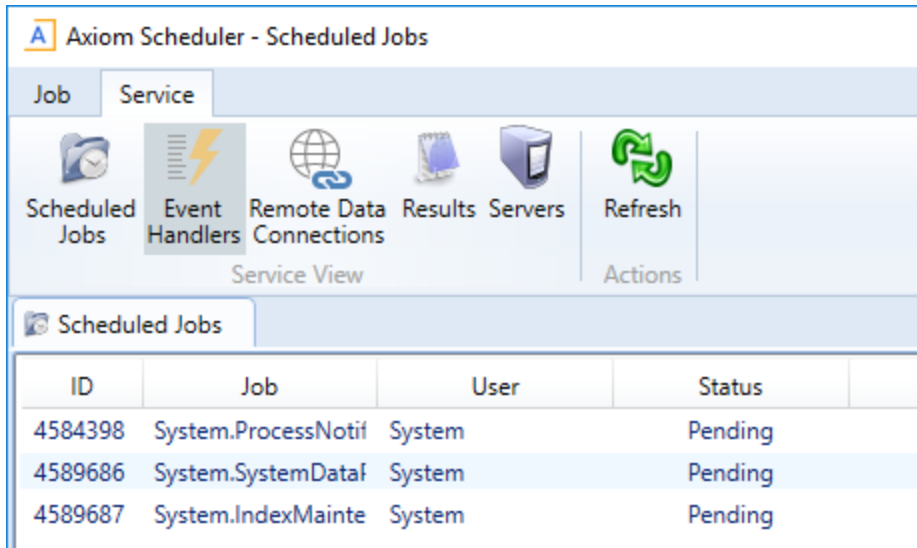 A Axiom Scheduler - Scheduled Jobs
Job Service
Scheduled Jobs Event Handlers Remote Data Connections Results Servers Refresh
Service View Actions
Scheduled Jobs
ID Job User Status
4584398 System.ProcessNotif System Pending
4589686 System.SystemData System Pending
4589687 System.IndexMainte System Pending